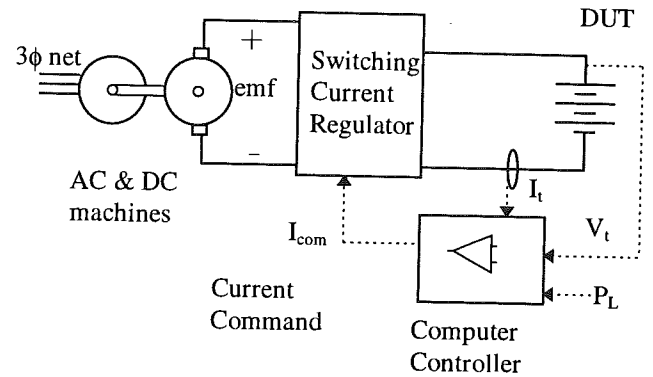 DUT
3ϕ net
+
emf
–
Switching
Current
Regulator
AC & DC
machines
I_t
I_com
V_t
P_L
Current
Command
Computer
Controller